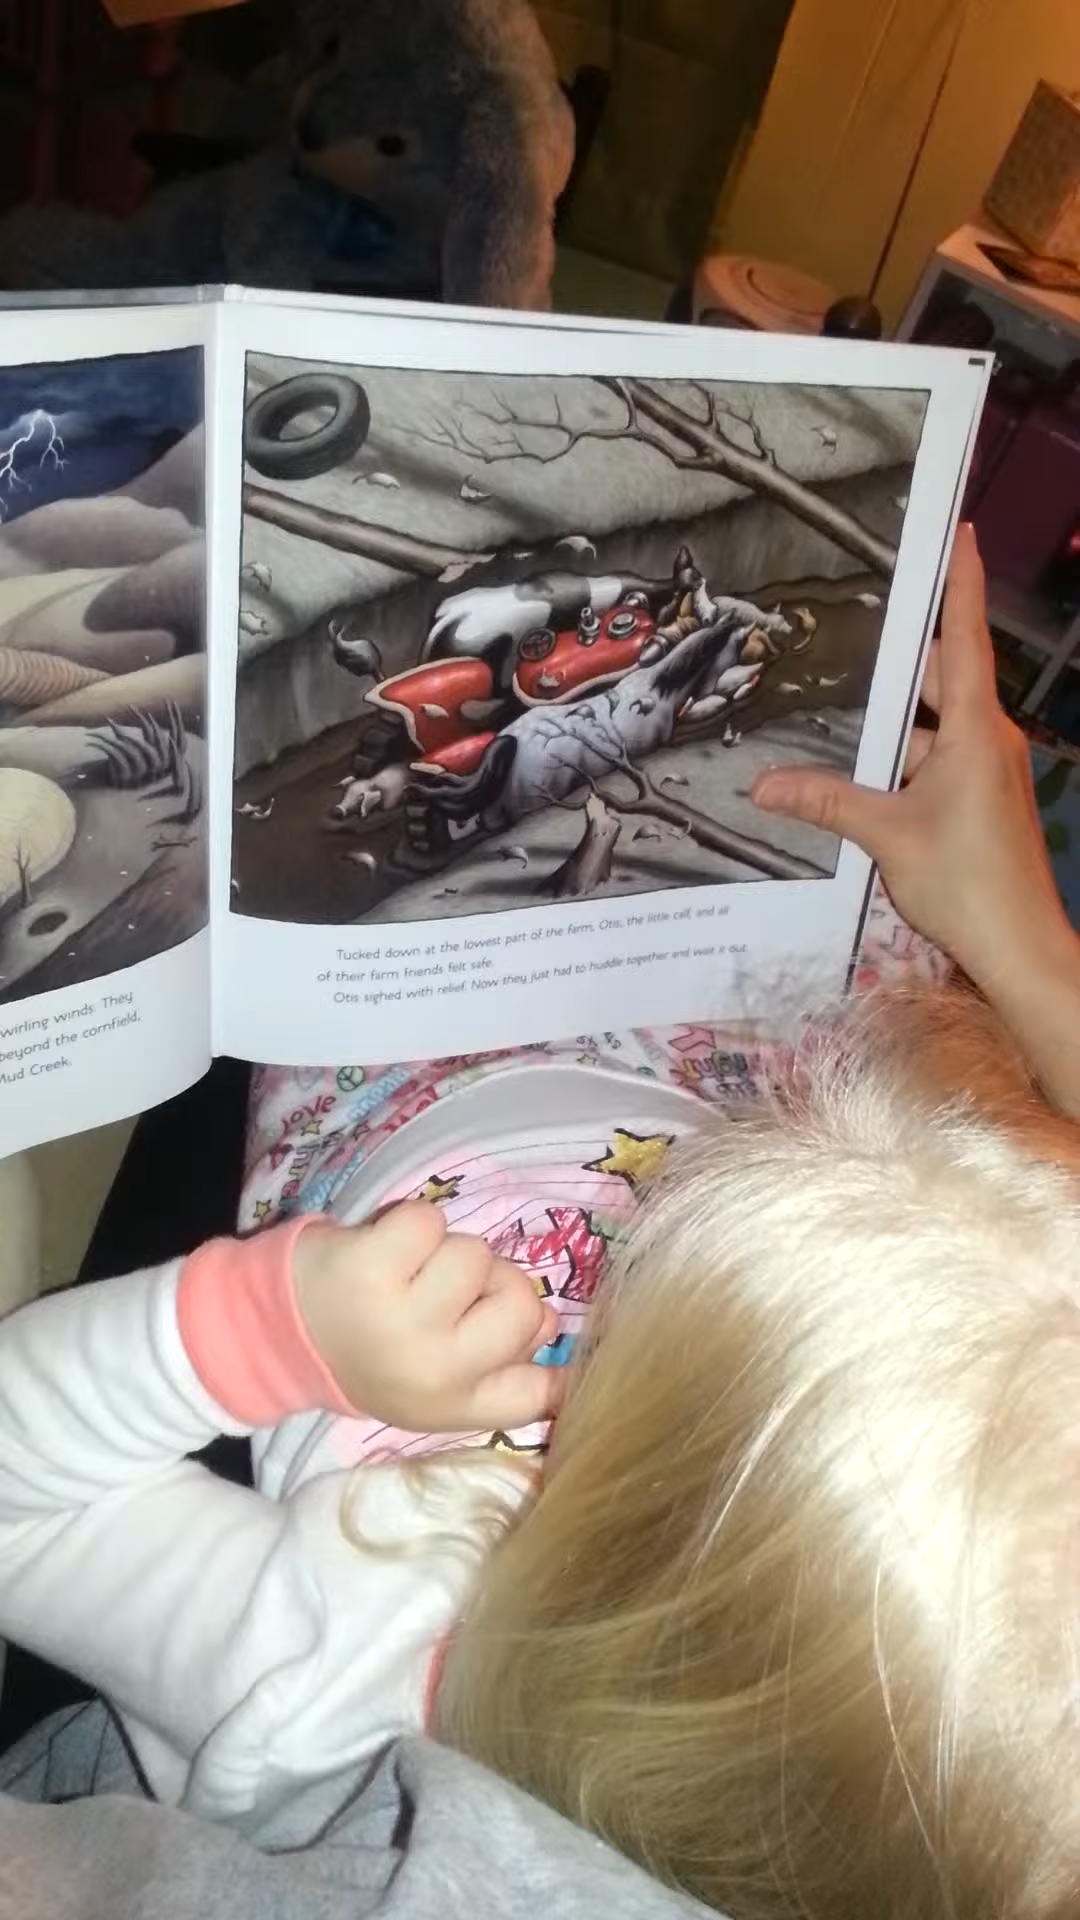 wirling winds. They
beyond the cornfield,
Mud Creek.
Tucked down at the lowest part of the farm, Otis, the little calf, and all
of their farm friends felt safe.
Otis sighed with relief. Now they just had to huddle together and wait it out.
love